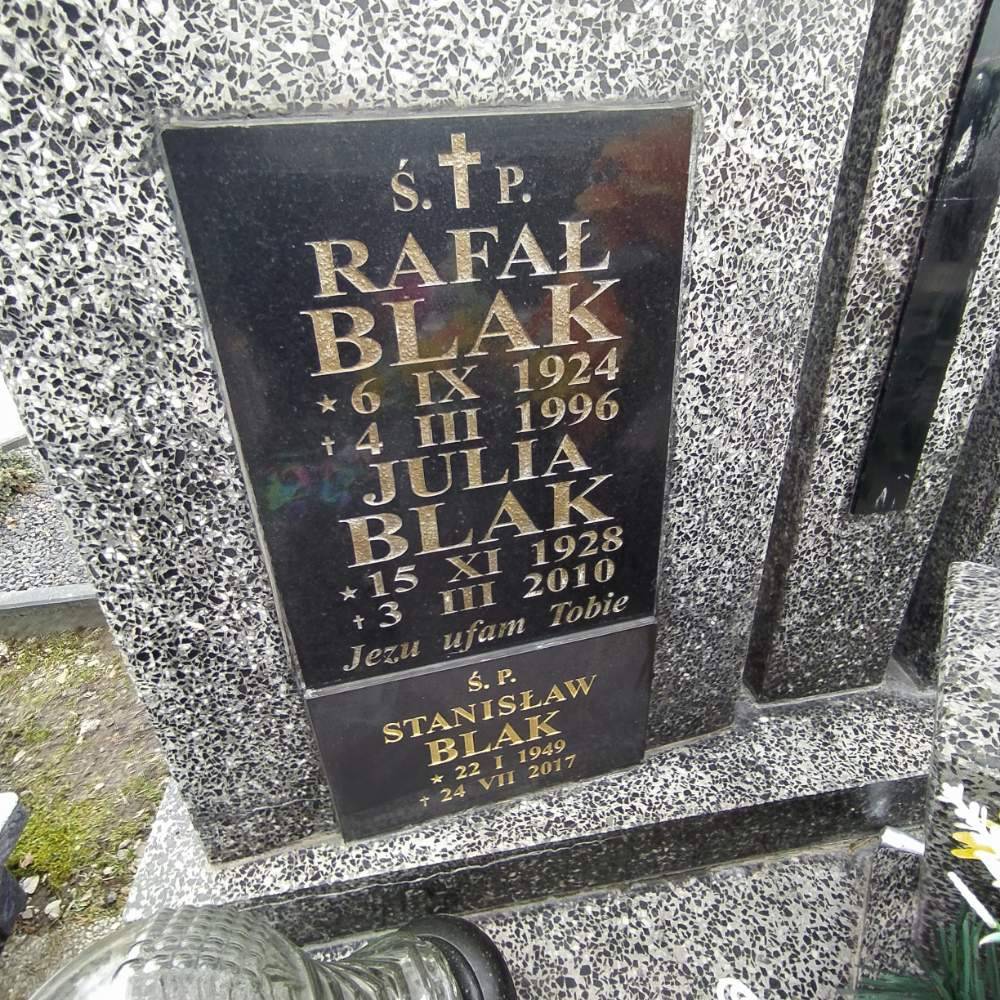 Ś. P.
RAFAŁ
BLAK
* 6 IX 1924
† 4 III 1996
JULIA
BLAK
* 15 XI 1928
† 3 III 2010
Jezu ufam Tobie
Ś. P.
STANISŁAW
BLAK
* 22 I 1949
† 24 VII 2017